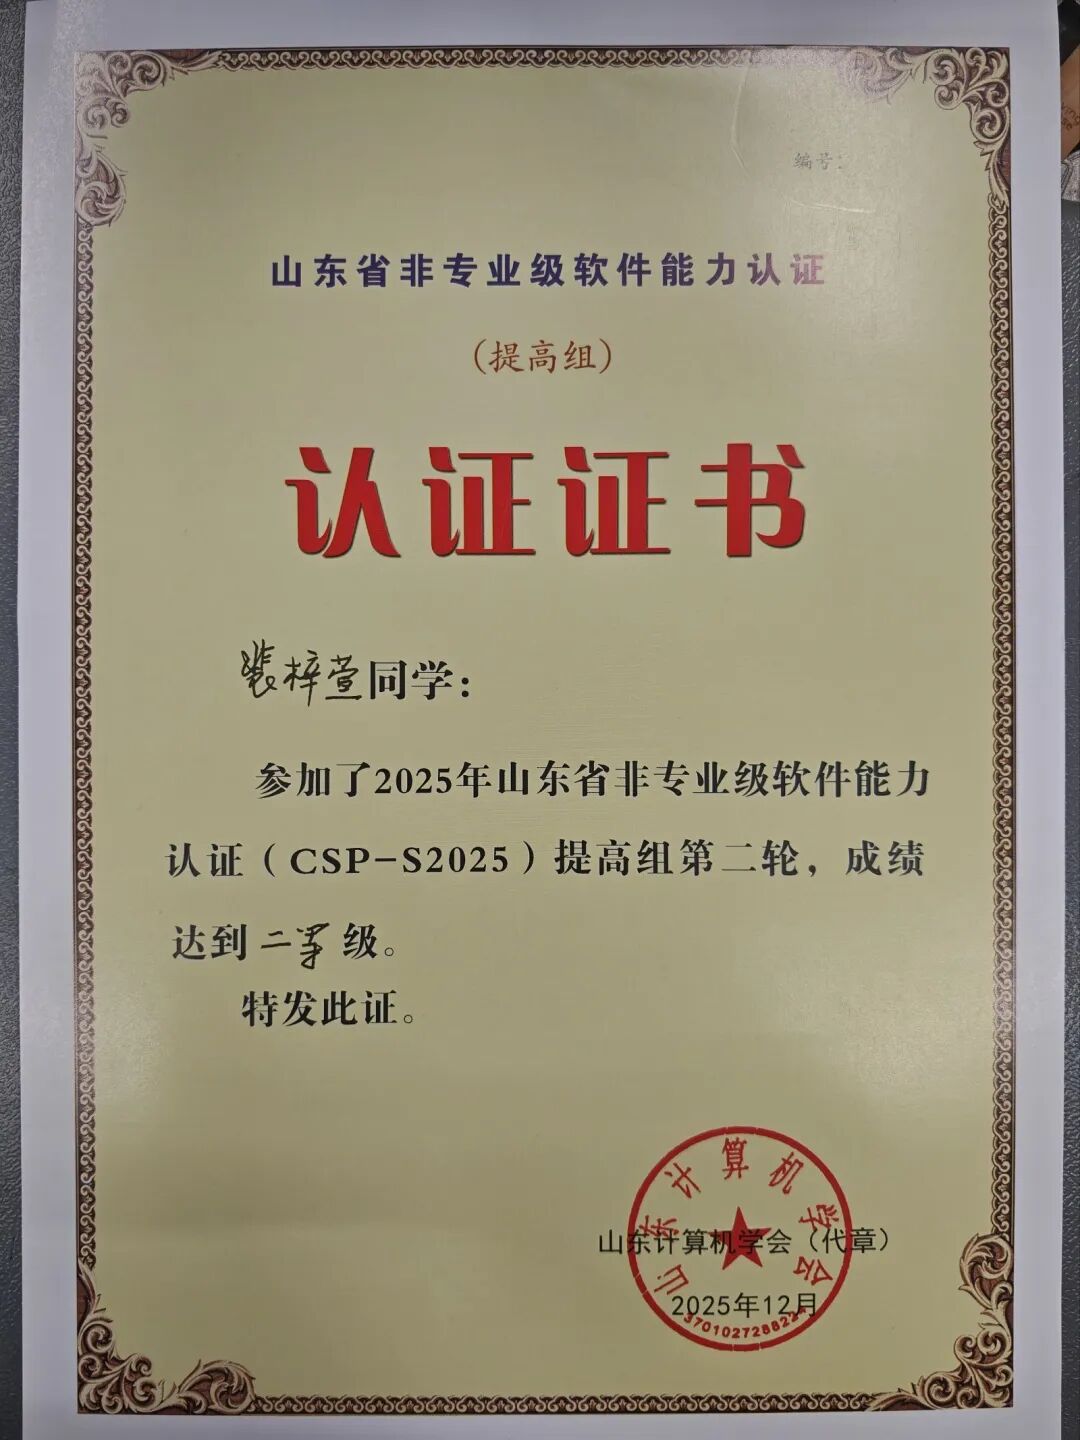 编号：
山东省非专业级软件能力认证
（提高组）
认证证书
裴梓萱同学：
参加了2025年山东省非专业级软件能力
认证（CSP-S2025）提高组第二轮，成绩
达到 二等 级。
特发此证。
山东计算机学会
山东计算机学会（代章）
2025年12月